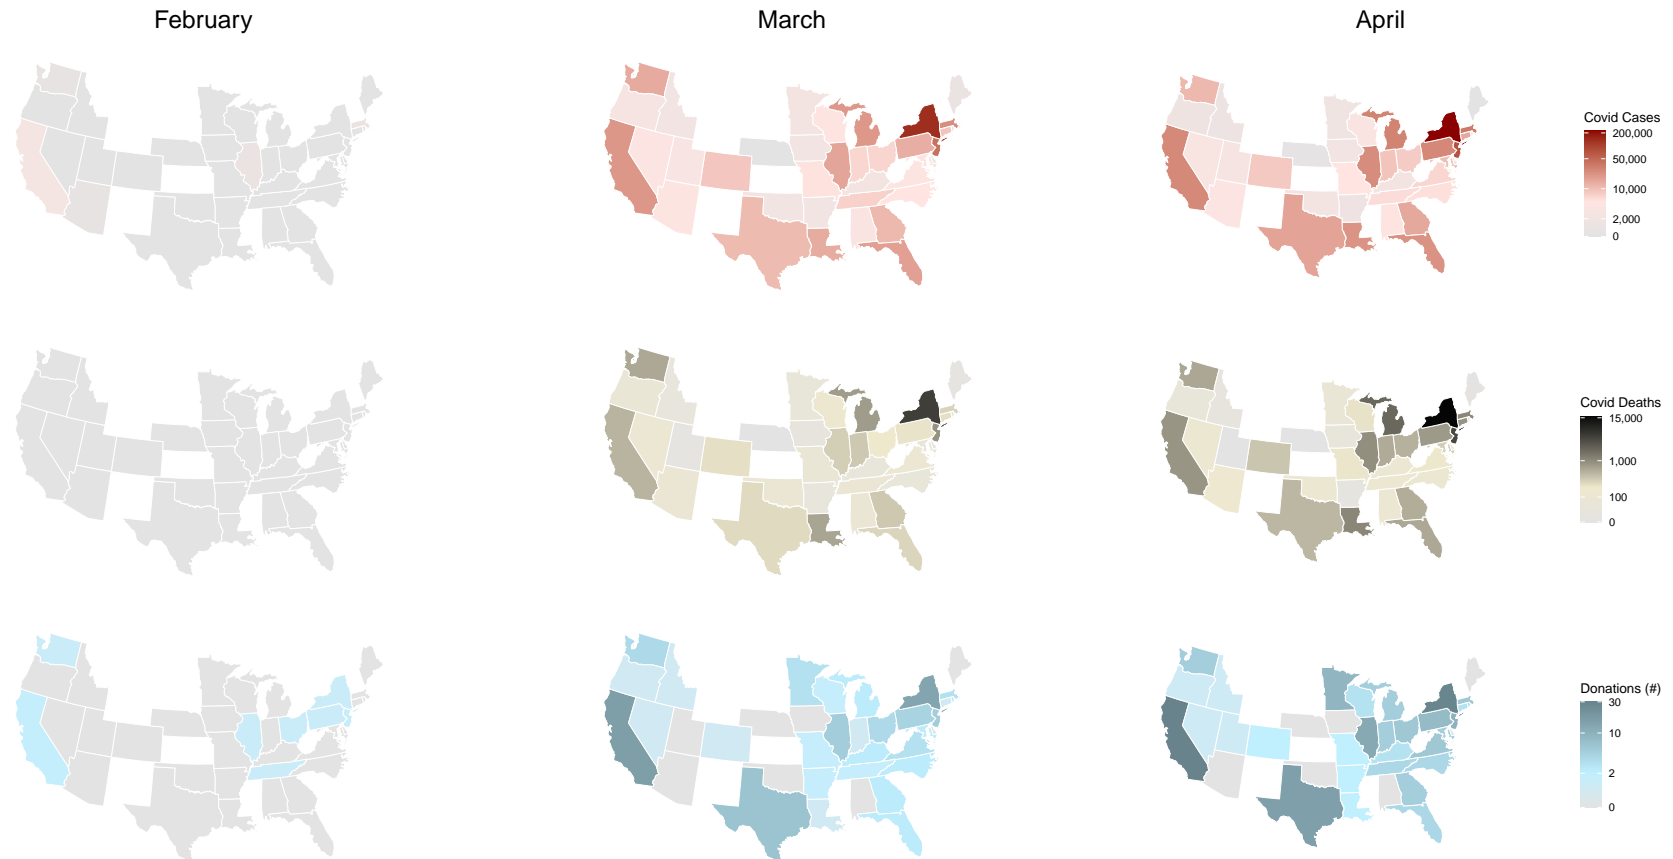 February
March
April
Covid Cases
200,000
50,000
10,000
2,000
0
Covid Deaths
15,000
1,000
100
0
Donations (#)
30
10
2
0